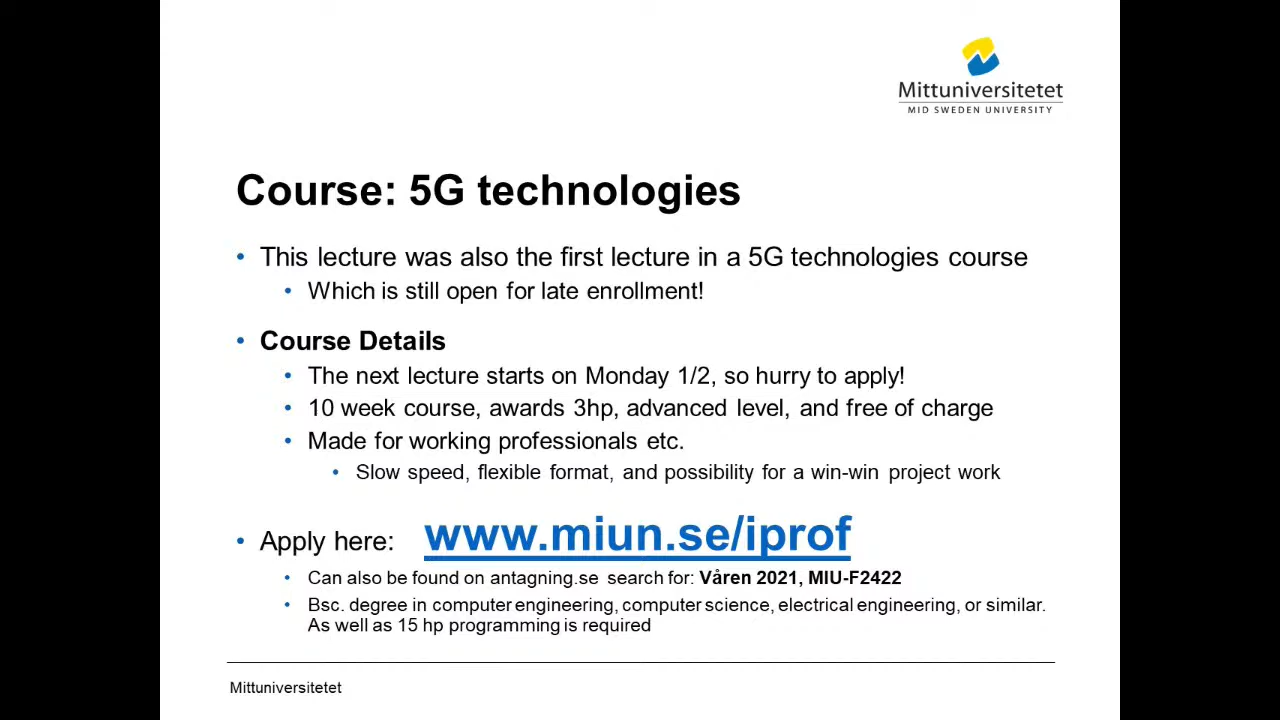 Mittuniversitetet
MID SWEDEN UNIVERSITY
Course: 5G technologies
• This lecture was also the first lecture in a 5G technologies course
• Which is still open for late enrollment!
• Course Details
• The next lecture starts on Monday 1/2, so hurry to apply!
• 10 week course, awards 3hp, advanced level, and free of charge
• Made for working professionals etc.
• Slow speed, flexible format, and possibility for a win-win project work
• Apply here: www.miun.se/iprof
• Can also be found on antagning.se search for: Våren 2021, MIU-F2422
• Bsc. degree in computer engineering, computer science, electrical engineering, or similar.
As well as 15 hp programming is required
Mittuniversitetet